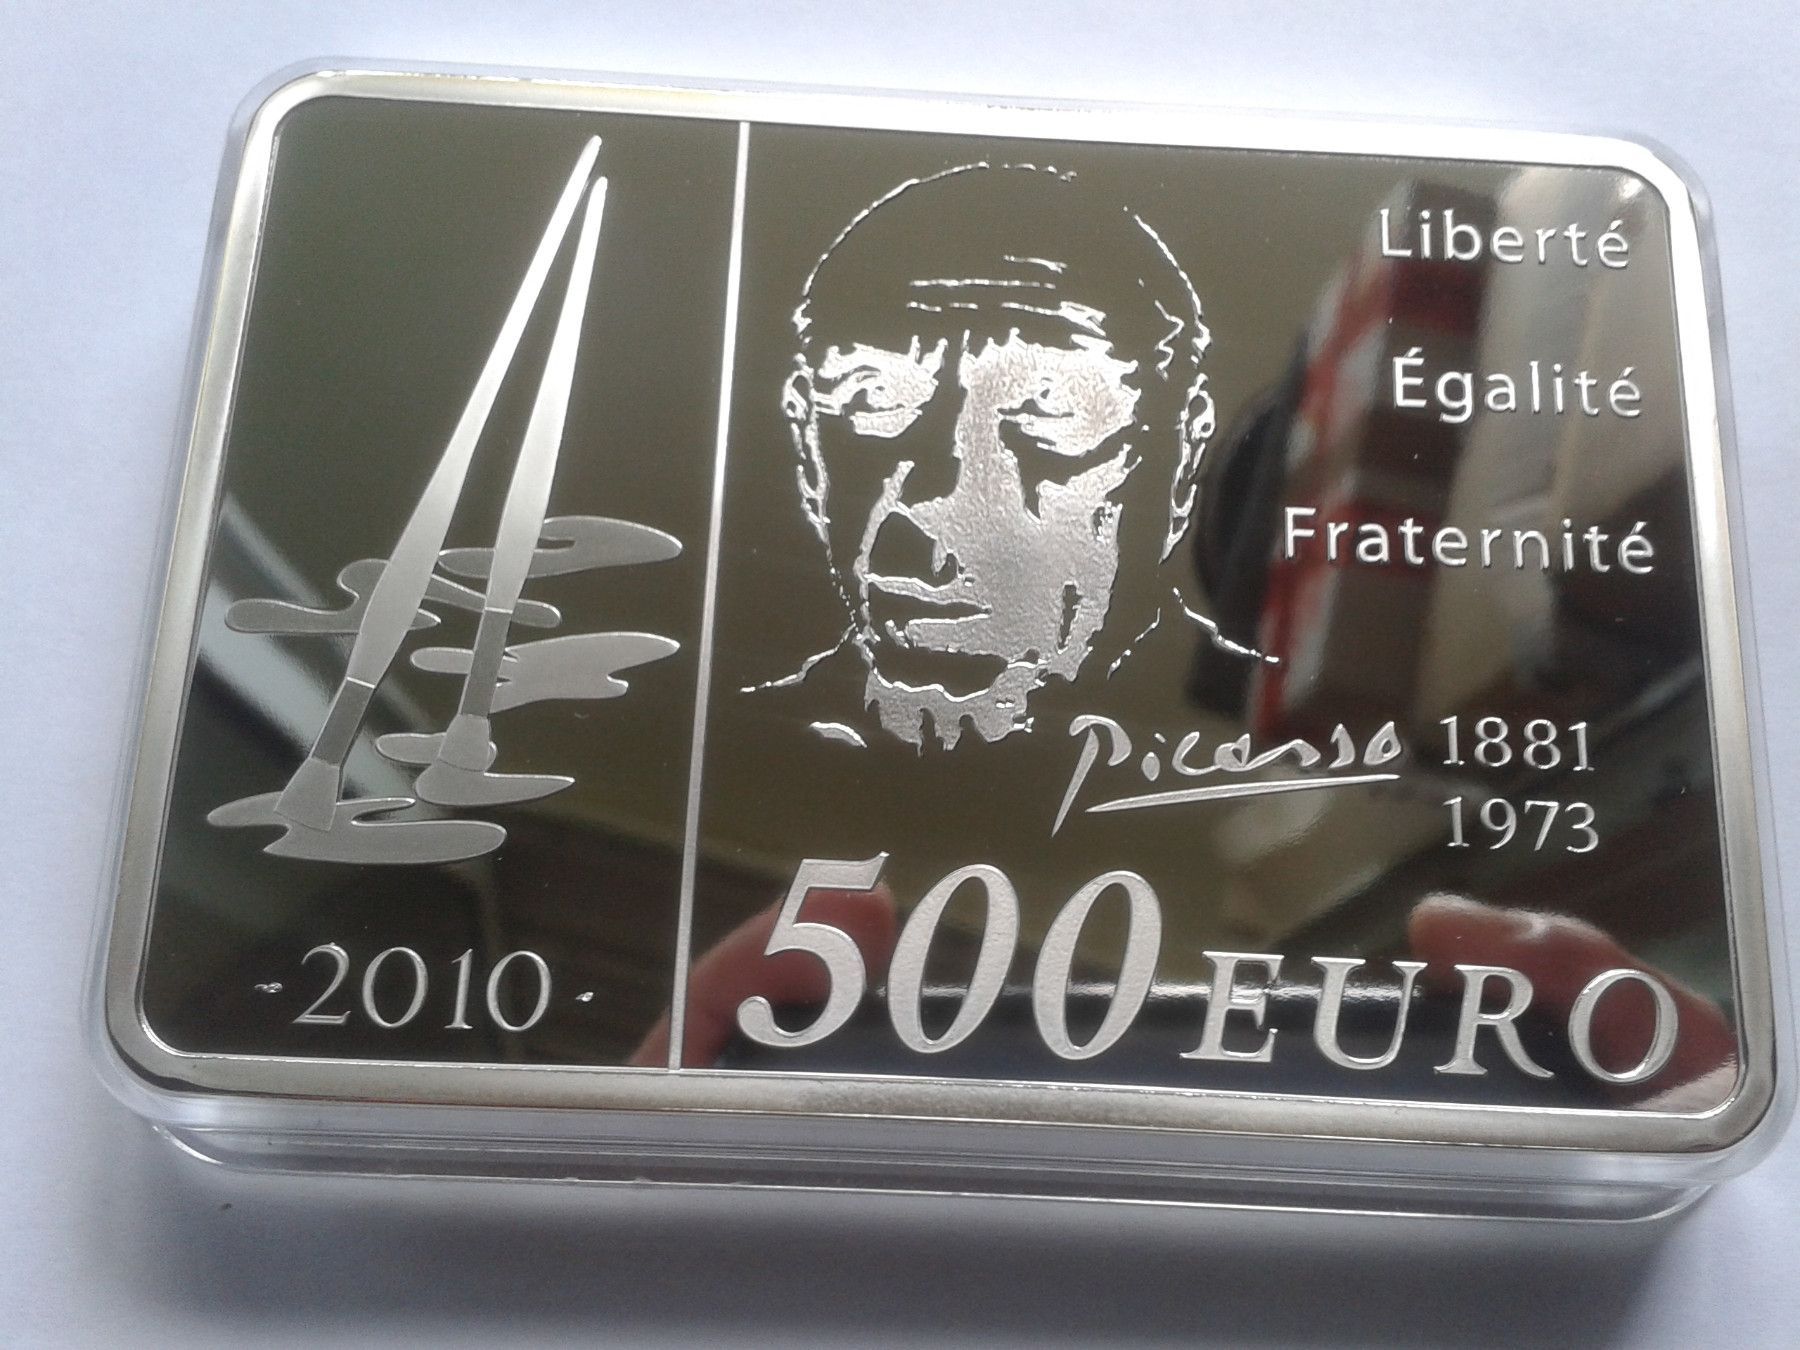 Liberté
Égalité
Fraternité
Picasso 1881
1973
- 2010 -
500 EURO